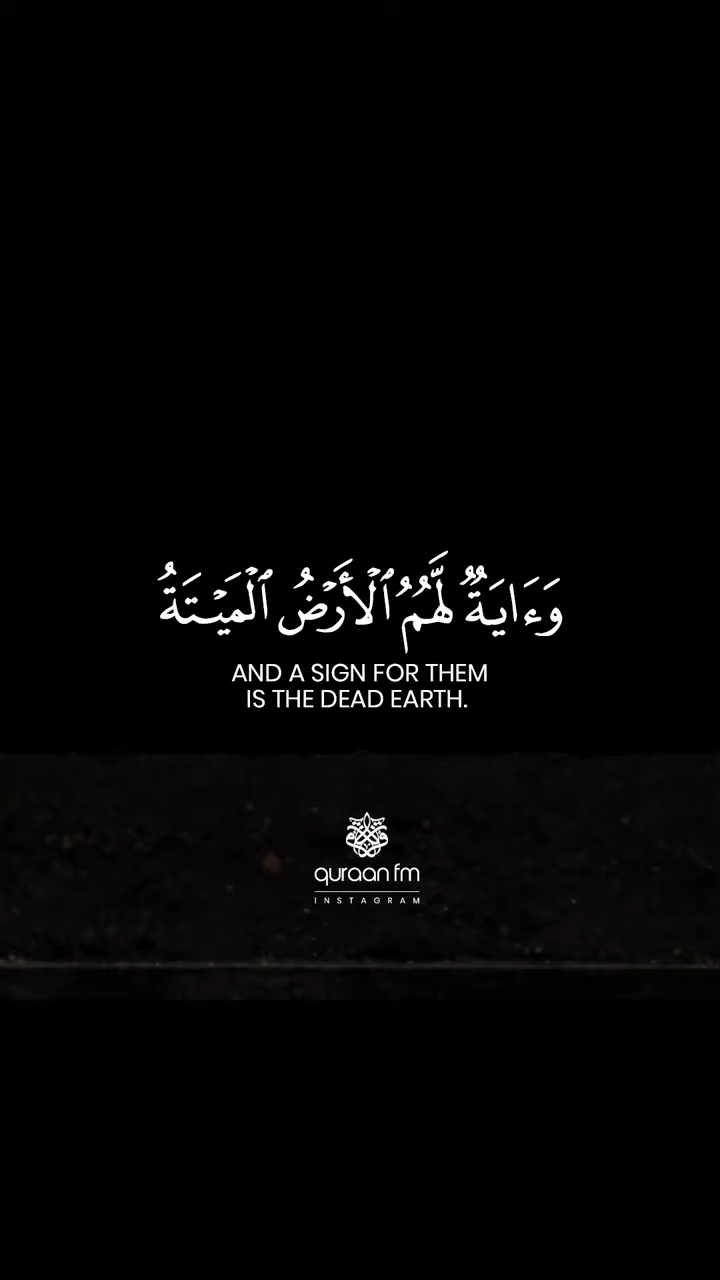 وَءَايَةٌ لَّهُمُ ٱلْأَرْضُ ٱلْمَيْتَةُ
AND A SIGN FOR THEM
IS THE DEAD EARTH.
quraan fm
INSTAGRAM